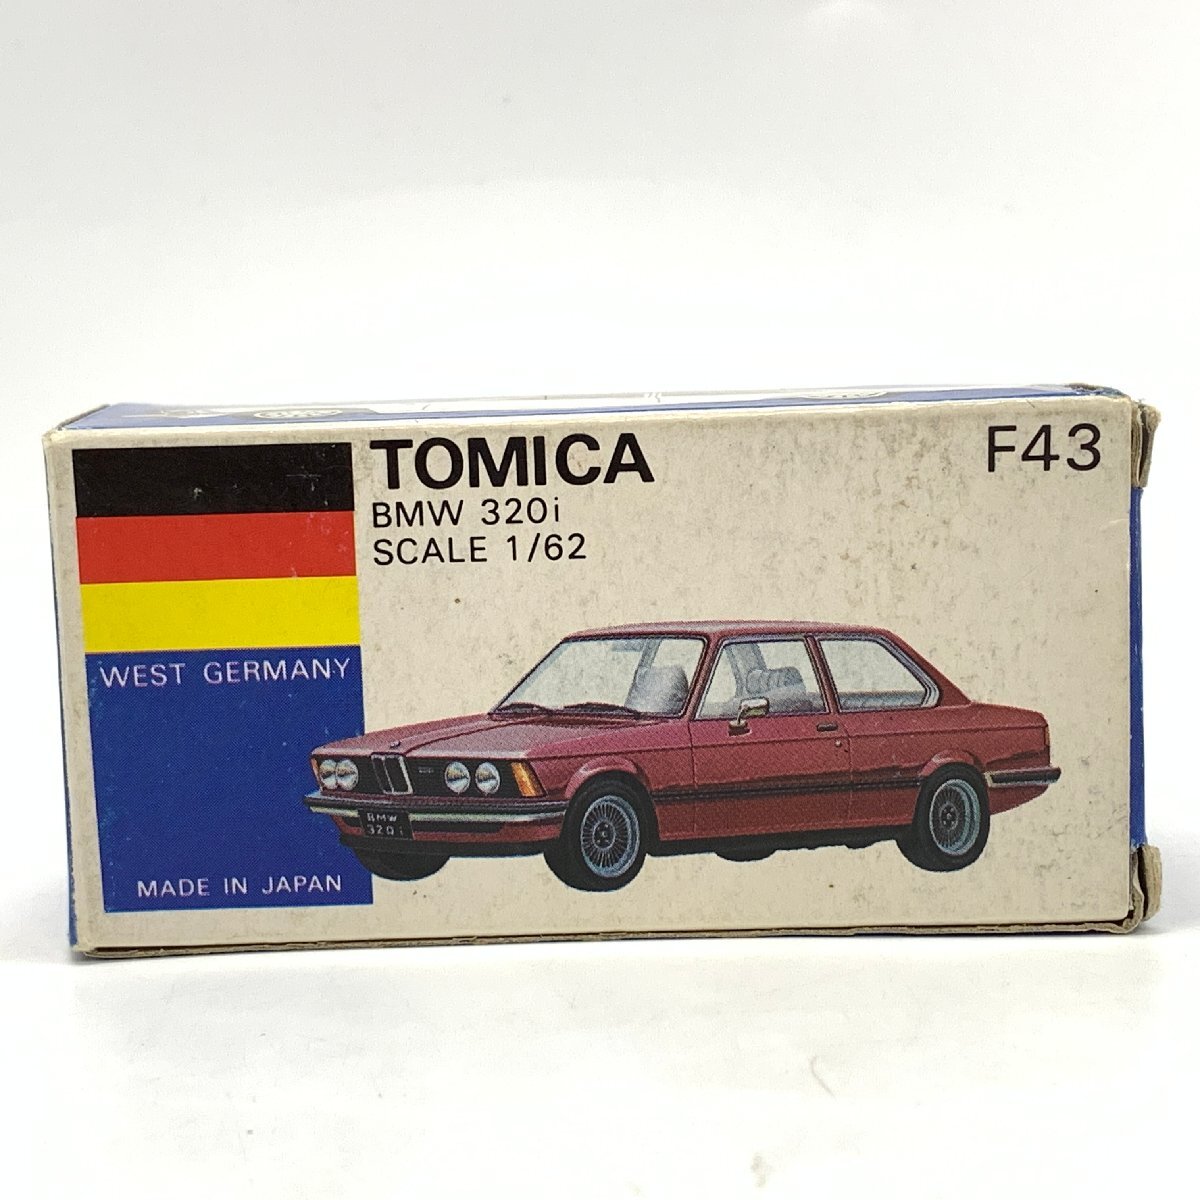 TOMICA
F43
BMW 320i
SCALE 1/62
WEST GERMANY
BMW
320i
MADE IN JAPAN